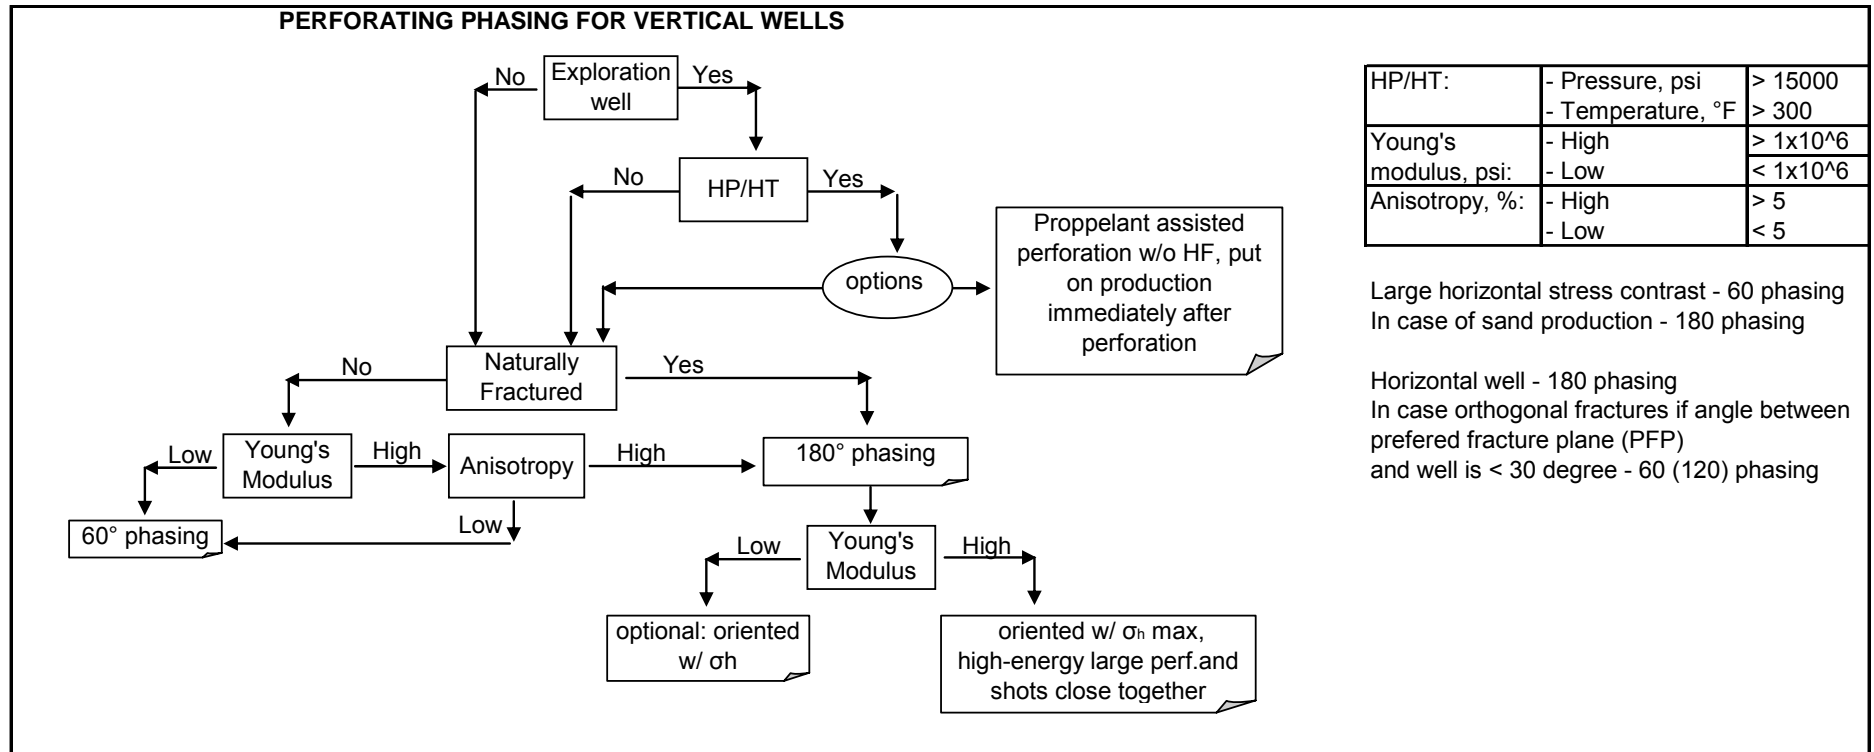 PERFORATING PHASING FOR VERTICAL WELLS
No
Exploration
well
Yes
No
HP/HT
Yes
options
Proppelant assisted
perforation w/o HF, put
on production
immediately after
perforation
No
Naturally
Fractured
Yes
Low
Young's
Modulus
High
Anisotropy
High
180° phasing
60° phasing
Low
Low
Young's
Modulus
High
optional: oriented
w/ σh
oriented w/ σh max,
high-energy large perf.and
shots close together
HP/HT: - Pressure, psi > 15000
- Temperature, °F > 300
Young's - High > 1x10^6
modulus, psi: - Low < 1x10^6
Anisotropy, %: - High > 5
- Low < 5
Large horizontal stress contrast - 60 phasing
In case of sand production - 180 phasing
Horizontal well - 180 phasing
In case orthogonal fractures if angle between
prefered fracture plane (PFP)
and well is < 30 degree - 60 (120) phasing